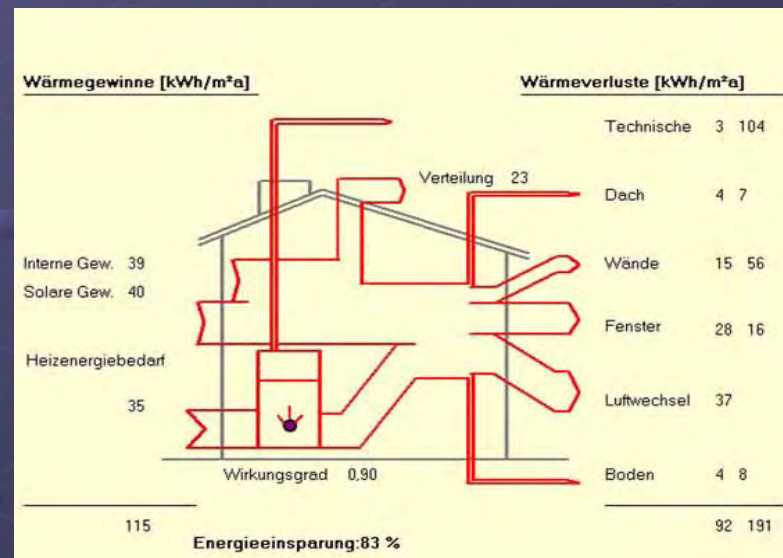 Wärmegewinne [kWh/m²a]
Wärmeverluste [kWh/m²a]
Technische 3 104
Verteilung 23
Dach 4 7
Interne Gew. 39
Solare Gew. 40
Wände 15 56
Fenster 28 16
Heizenergiebedarf
35
Luftwechsel 37
Wirkungsgrad 0,90
Boden 4 8
115
92 191
Energieeinsparung:83 %